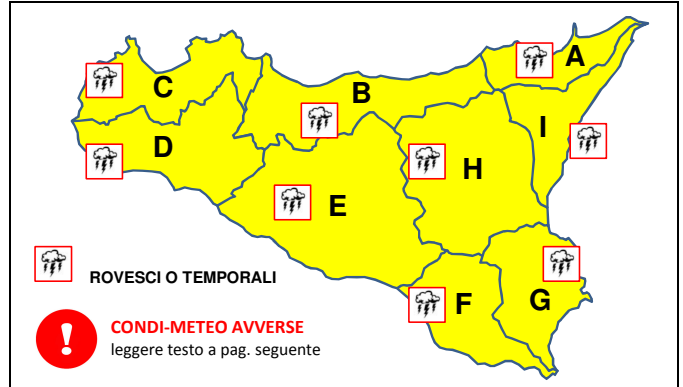 A
C
B
I
D
H
E
F
G
ROVESCI O TEMPORALI
CONDI-METEO AVVERSE
leggere testo a pag. seguente